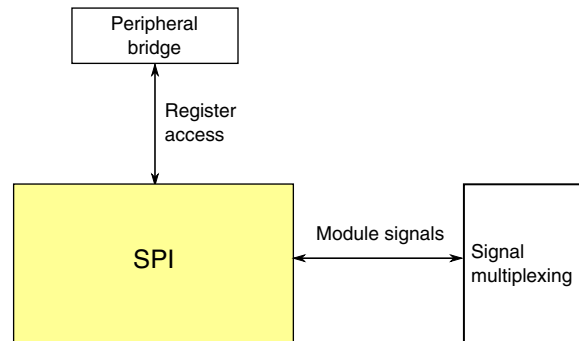 Peripheral
bridge
Register
access
SPI
Module signals
Signal
multiplexing